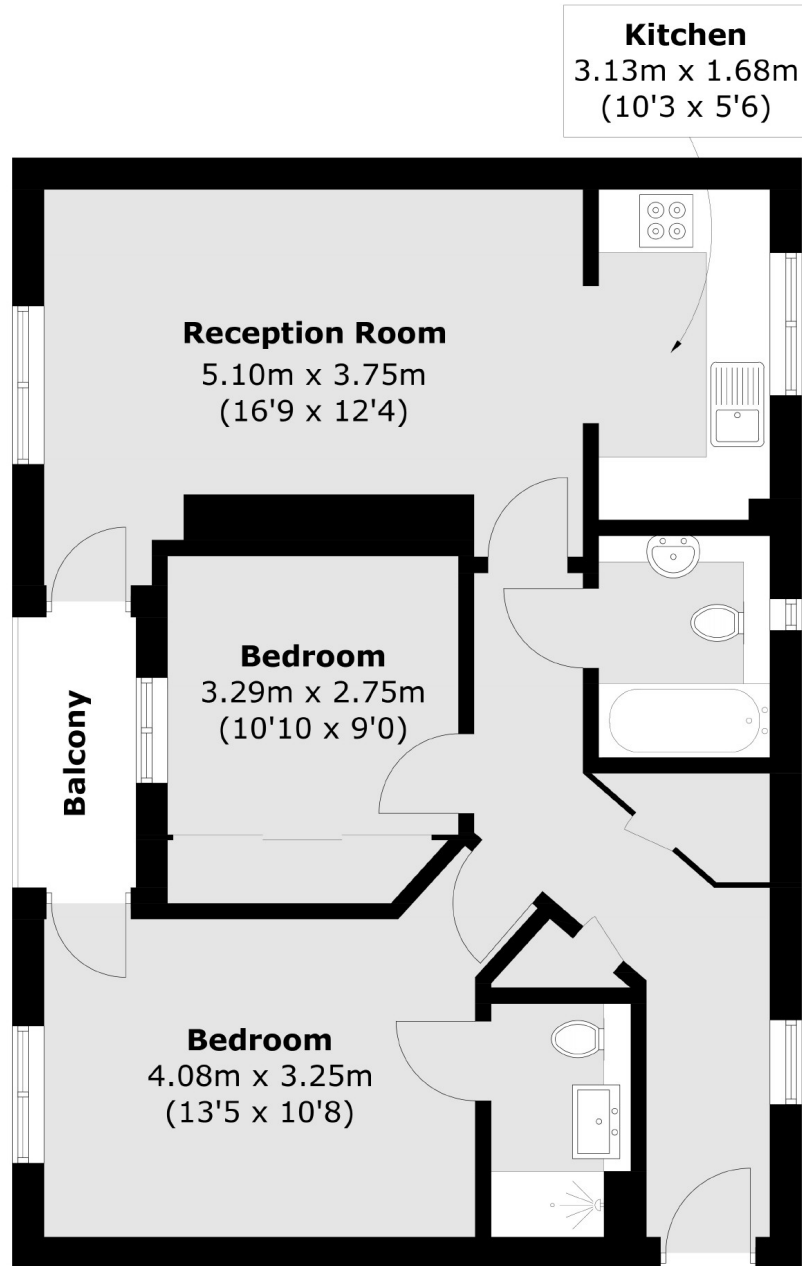 Kitchen
3.13m x 1.68m
(10'3 x 5'6)
Reception Room
5.10m x 3.75m
(16'9 x 12'4)
Bedroom
3.29m x 2.75m
(10'10 x 9'0)
Balcony
Bedroom
4.08m x 3.25m
(13'5 x 10'8)